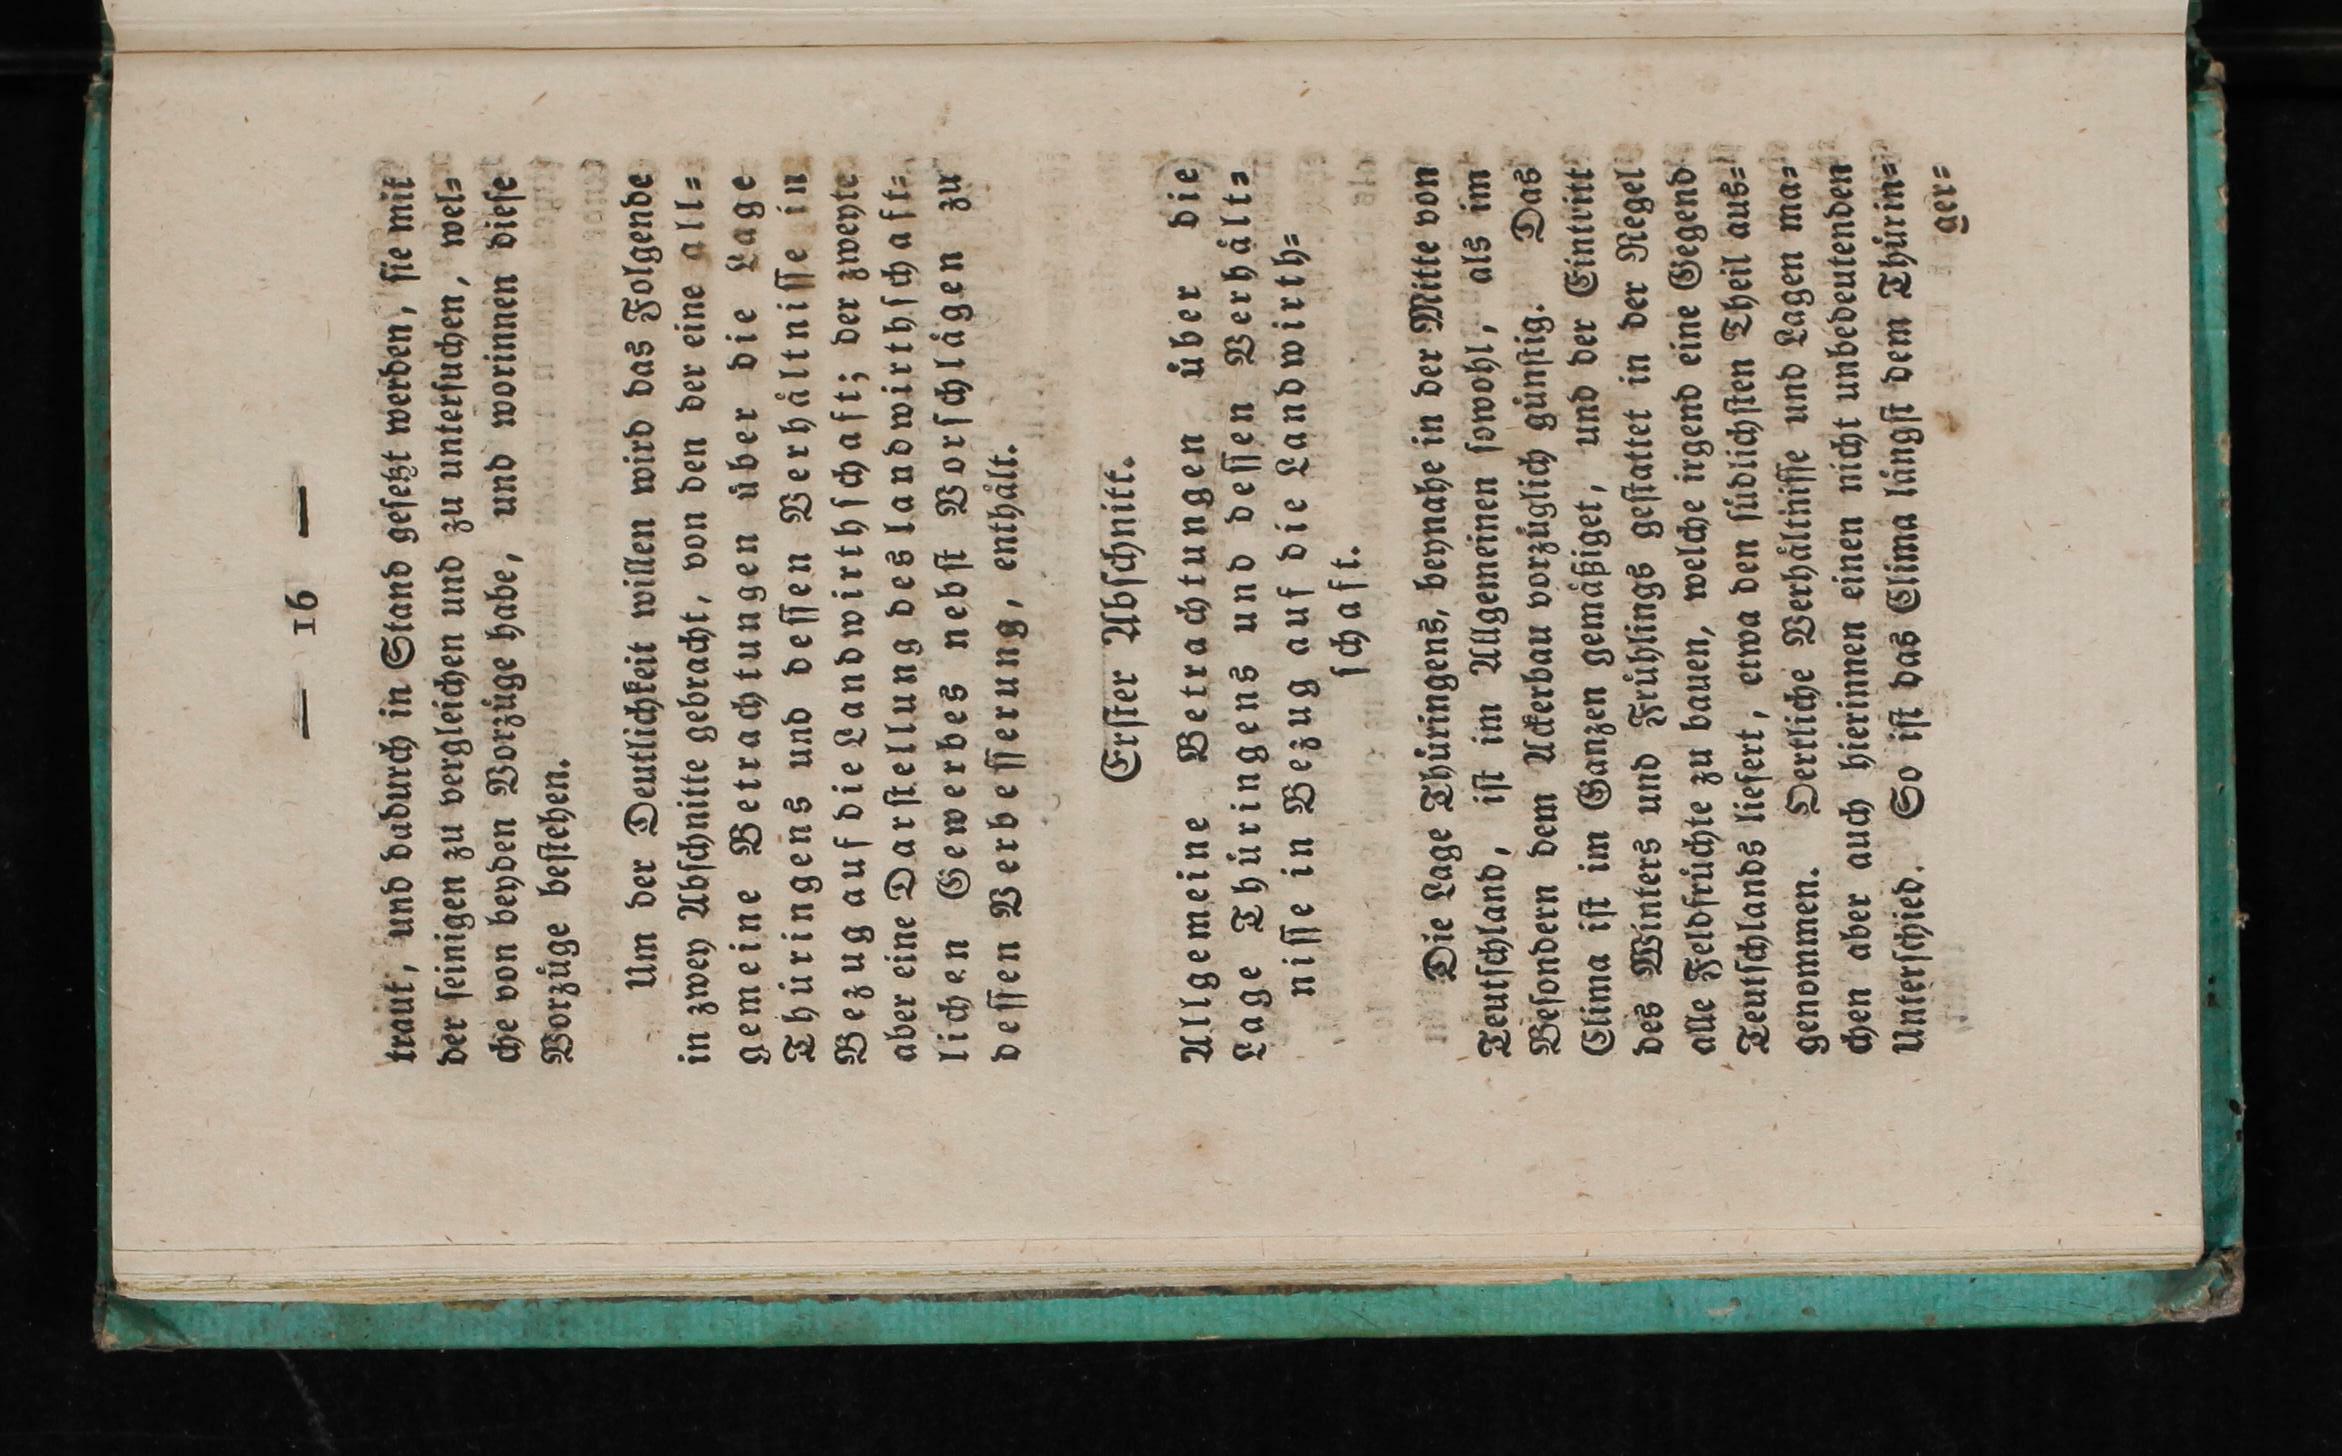 — 16 —
traut, und dadurch in Stand gesetzt werden, sie mit
der seinigen zu vergleichen und zu untersuchen, wel-
che von beyden Vorzüge habe, und worinnen diese
Vorzüge bestehen.
Um der Deutlichkeit willen wird das Folgende
in zwey Abschnitte gebracht, von den der eine all-
gemeine Betrachtungen über die Lage
Thüringens und dessen Verhältnisse in
Bezug auf die Landwirthschaft; der zweyte
aber eine Darstellung des landwirthschaft-
lichen Gewerbes nebst Vorschlägen zu
dessen Verbesserung, enthält.
Erster Abschnitt.
Allgemeine Betrachtungen über die
Lage Thüringens und dessen Verhält-
nisse in Bezug auf die Landwirth-
schaft.
Die Lage Thüringens, beynahe in der Mitte von
Teutschland, ist im Allgemeinen sowohl, als im
Besondern dem Ackerbau vorzüglich günstig. Das
Clima ist im Ganzen gemäßiget, und der Eintritt
des Winters und Frühlings gestattet in der Regel
alle Feldfrüchte zu bauen, welche irgend eine Gegend
Teutschlands liefert, etwa den südlichsten Theil aus-
genommen. Oertliche Verhältnisse und Lagen ma-
chen aber auch hierinnen einen nicht unbedeutenden
Unterschied. So ist das Clima längst dem Thürin-
ger-